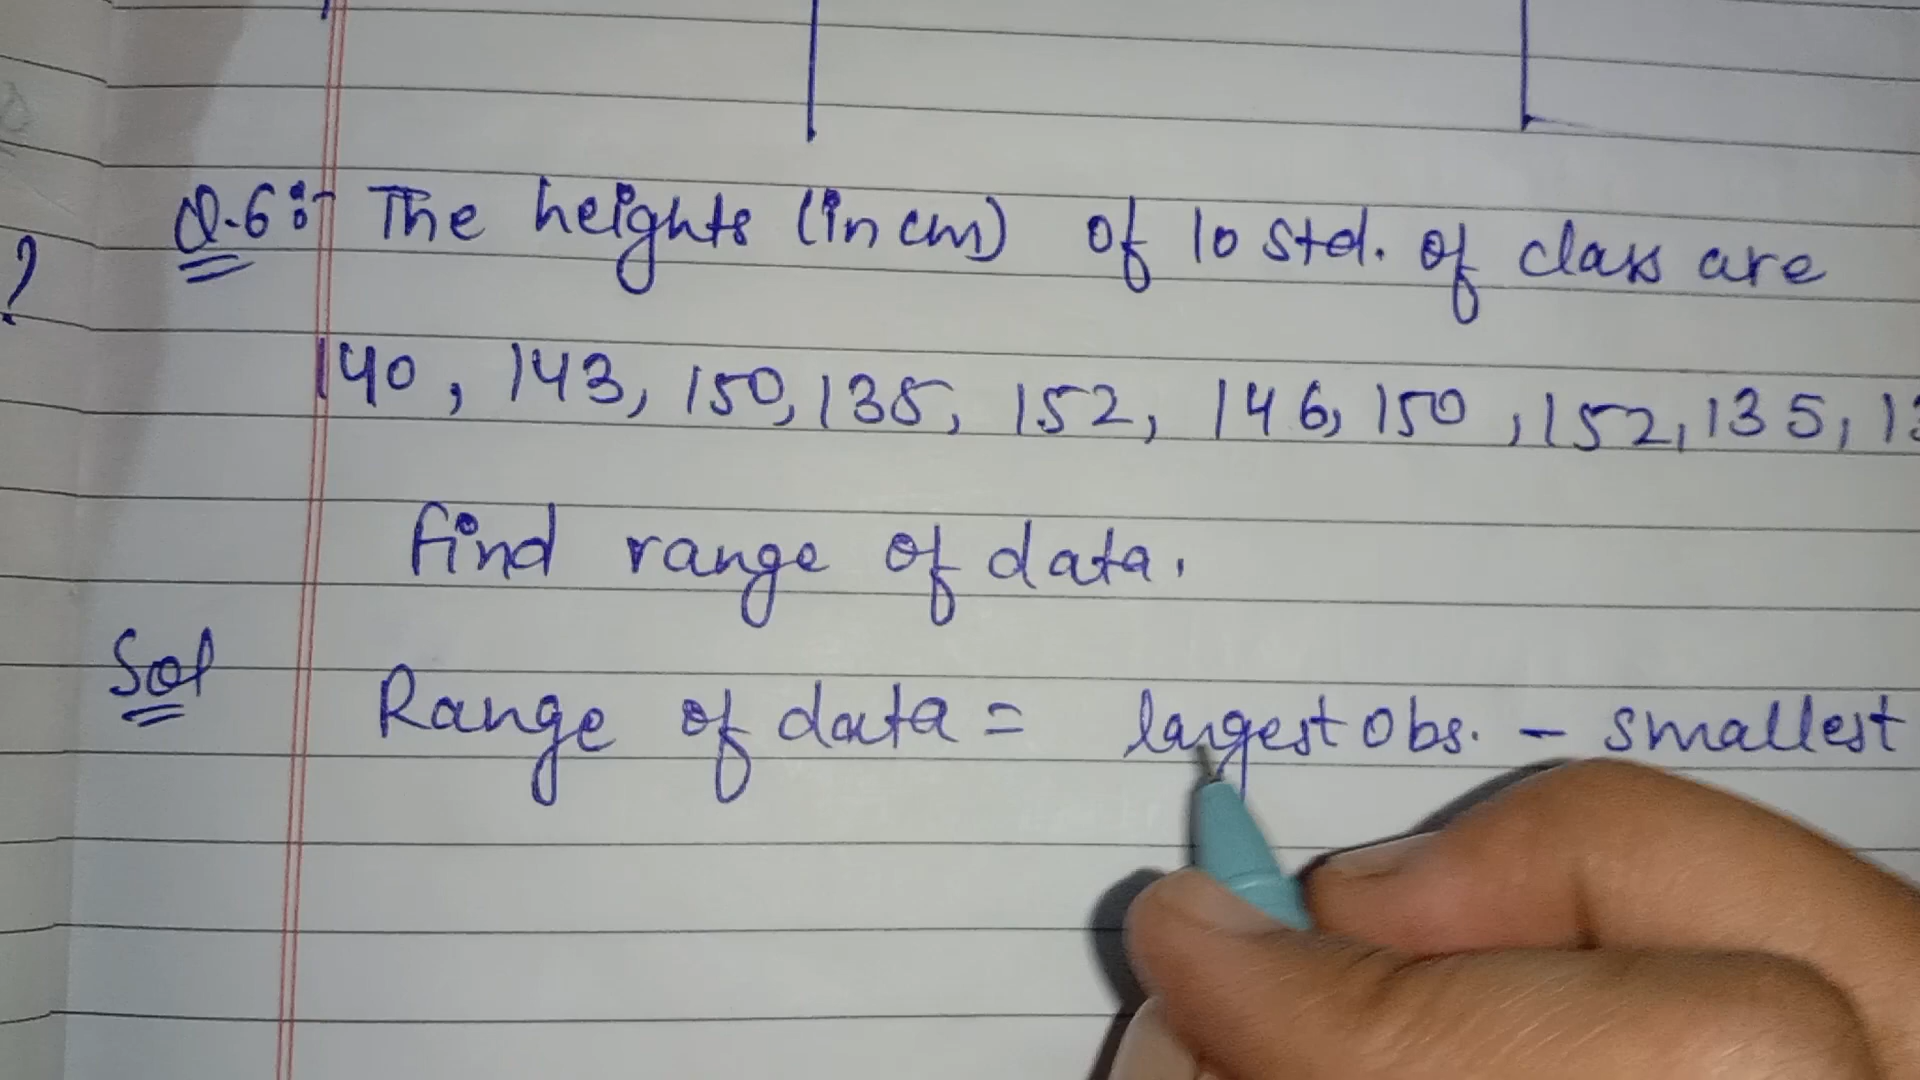 Q.6:- The heights (in cm) of 10 std. of class are
140, 143, 150, 135, 152, 146, 150, 152, 135,
find range of data.
Sol Range of data = largest obs. - smallest